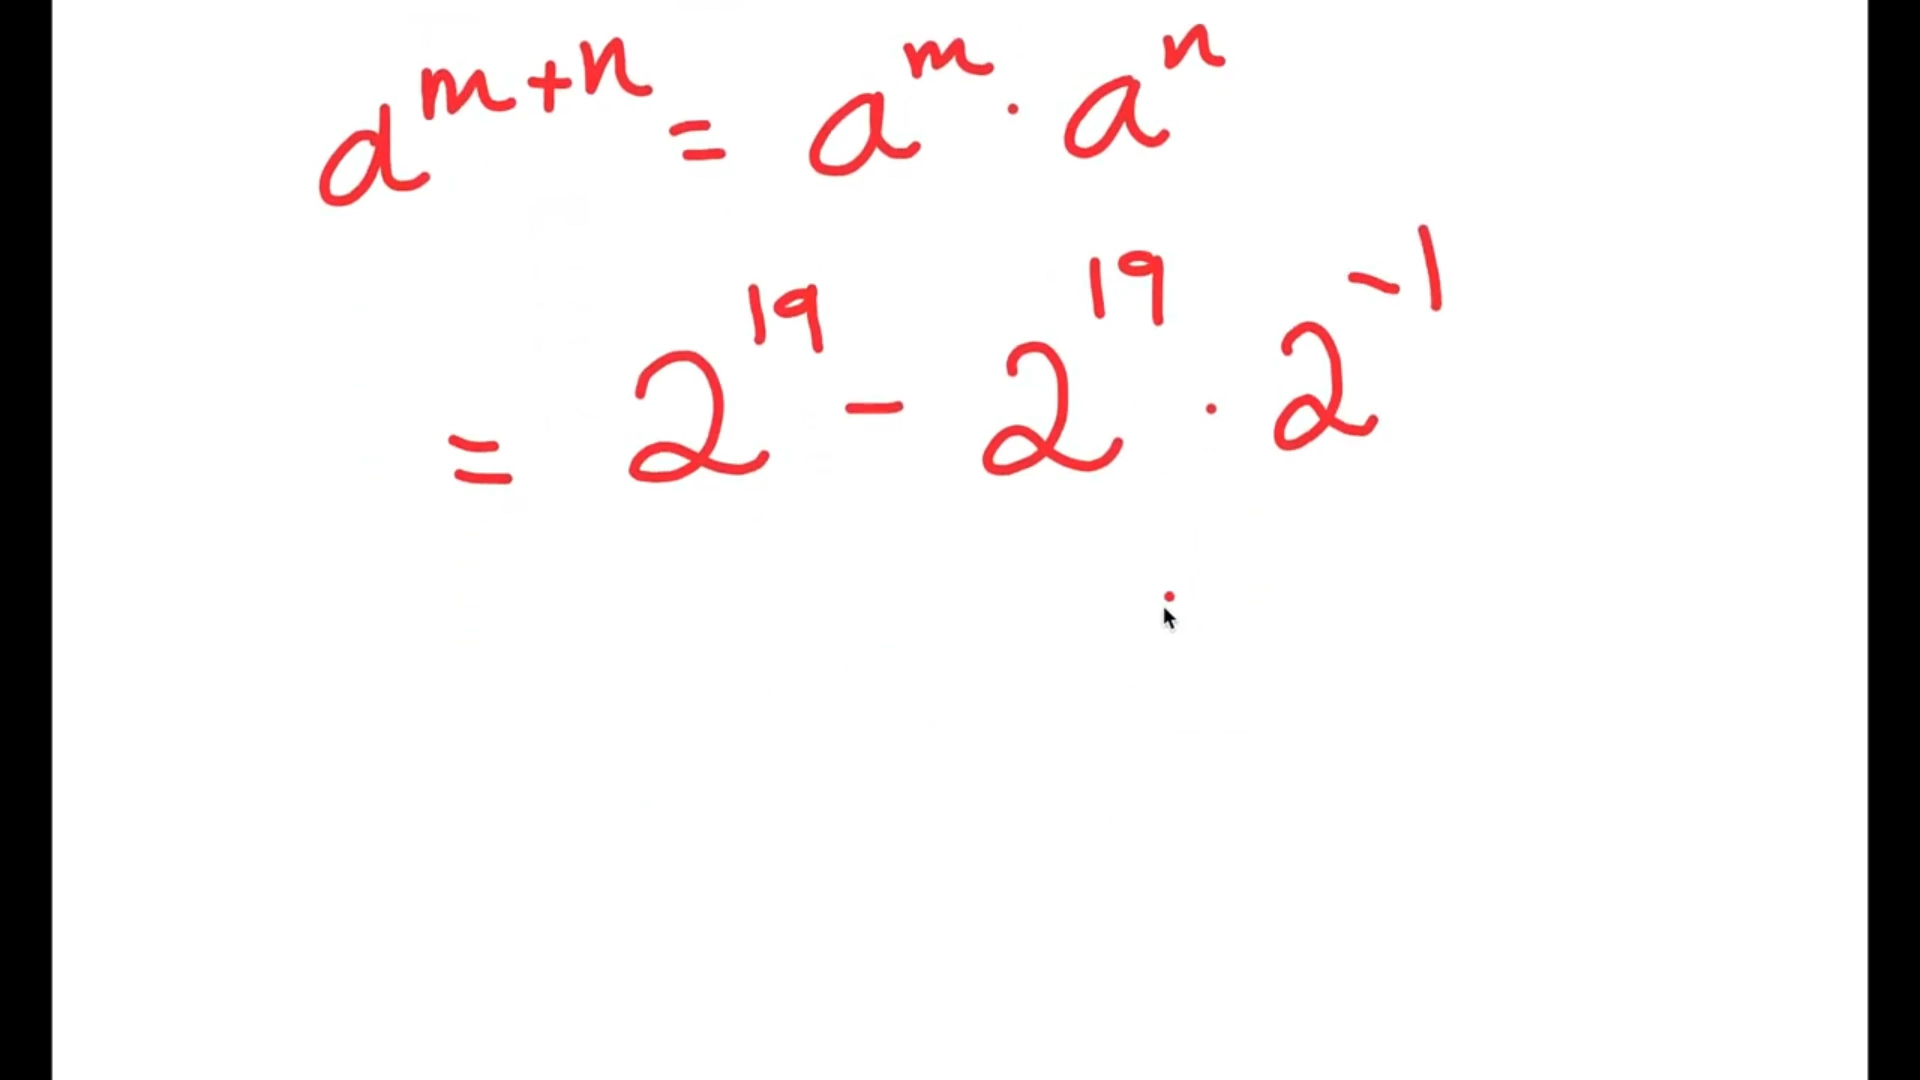 a^{m+n} = a^m · a^n
= 2^{19} - 2^{19} · 2^{-1}